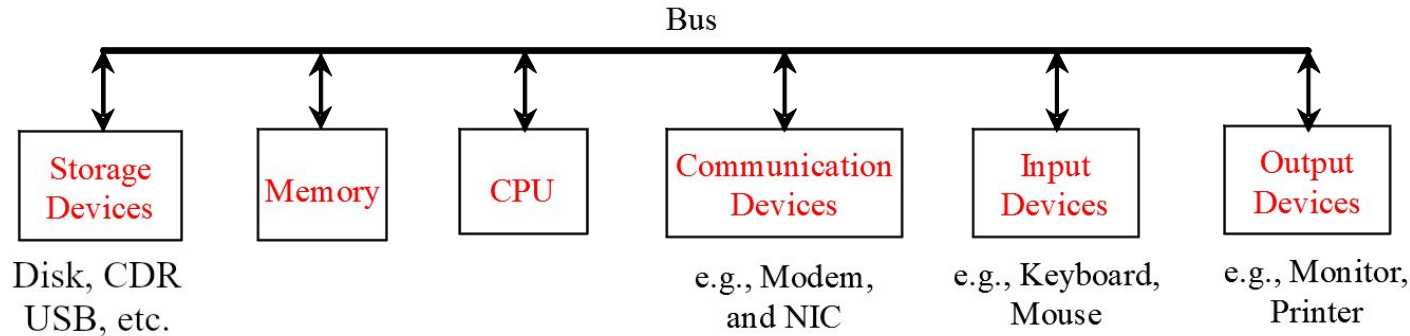 Bus
Storage
Devices
Memory
CPU
Communication
Devices
Input
Devices
Output
Devices
Disk, CDR
USB, etc.
e.g., Modem,
and NIC
e.g., Keyboard,
Mouse
e.g., Monitor,
Printer